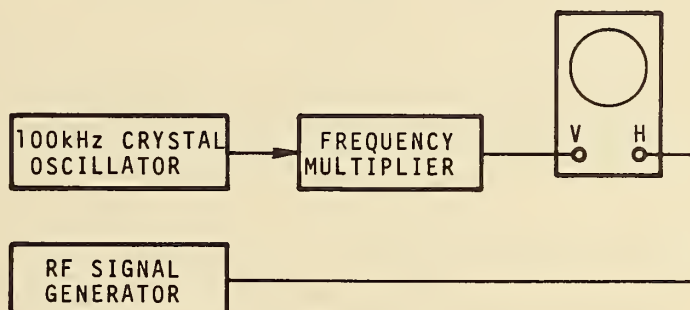 100kHz CRYSTAL
OSCILLATOR
FREQUENCY
MULTIPLIER
V H
RF SIGNAL
GENERATOR